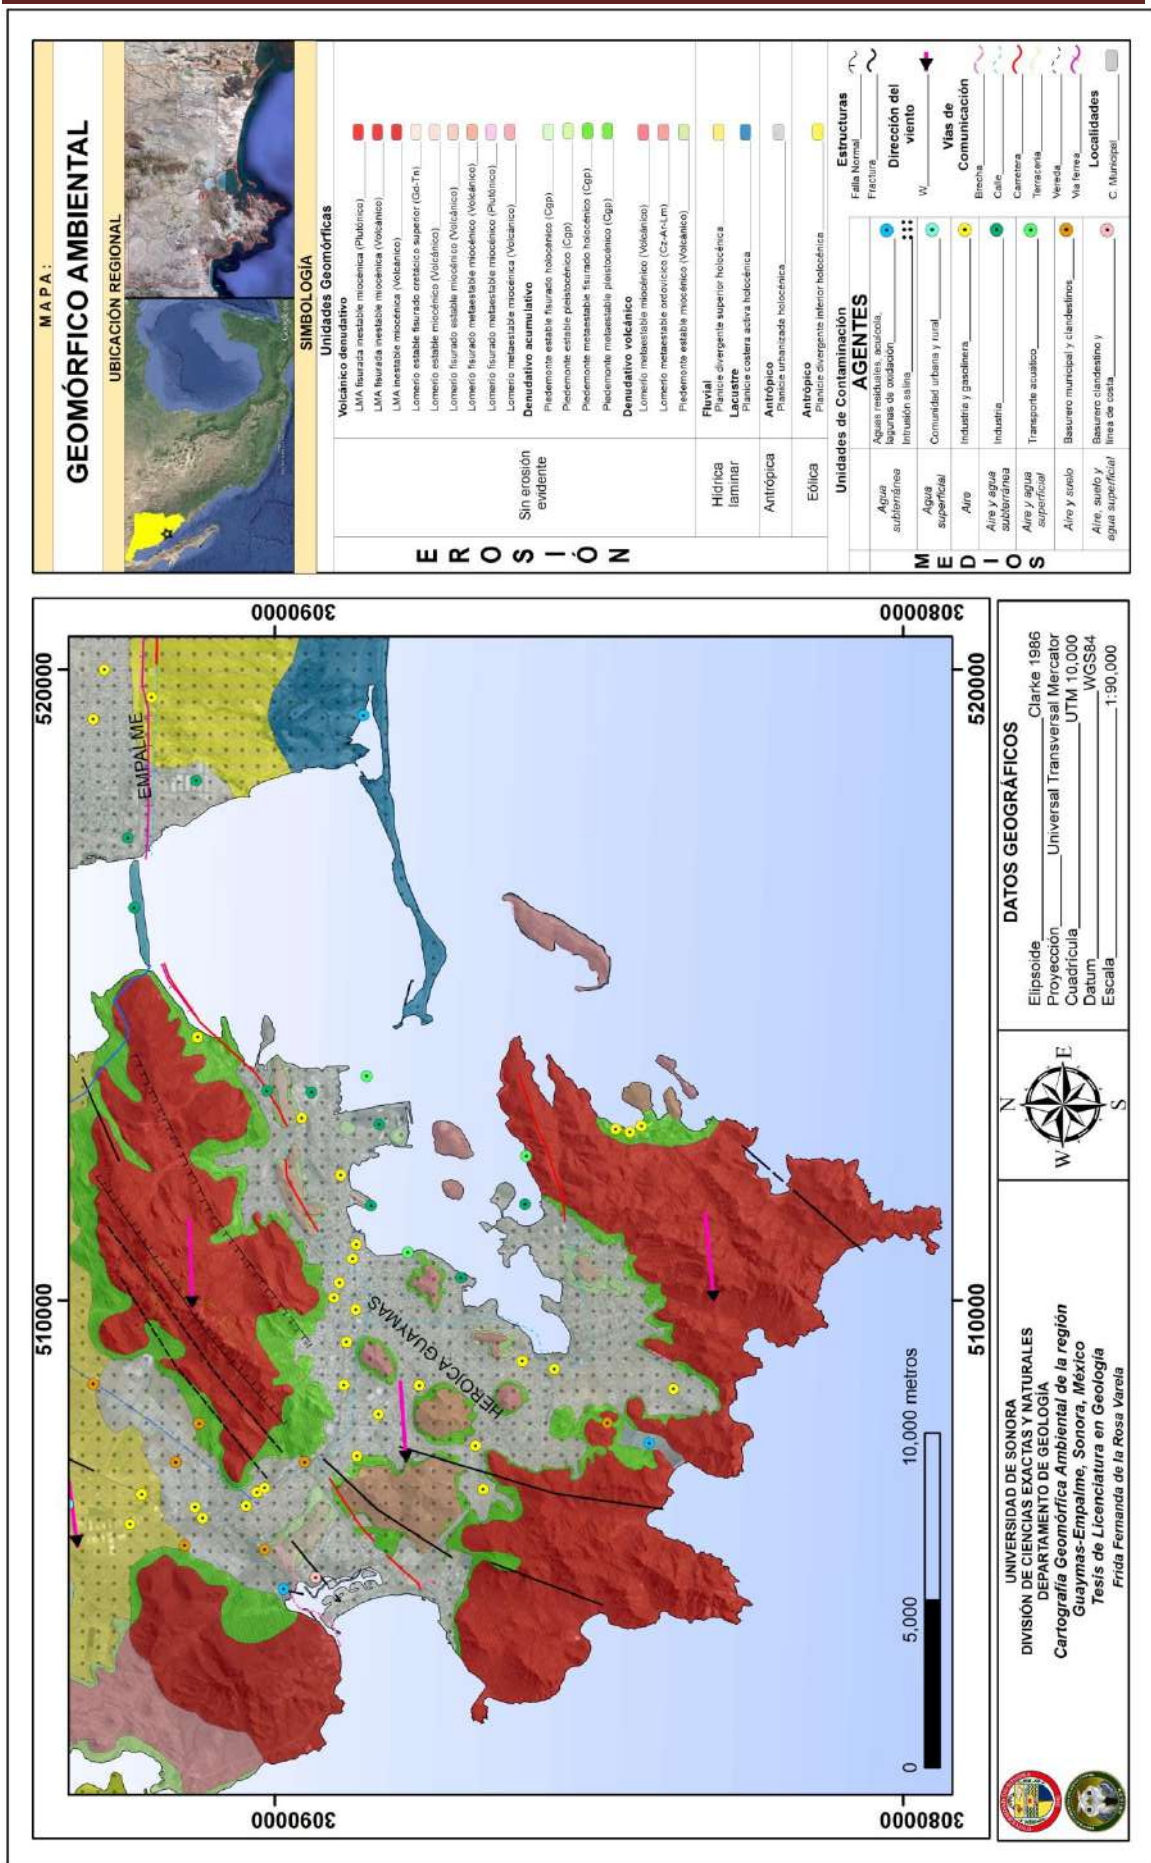 MAPA:
GEOMÓRFICO AMBIENTAL
UBICACIÓN REGIONAL
SIMBOLOGÍA
Unidades Geomórficas
EROSIÓN
Sin erosión
evidente
Volcánico denudativo
LMA fisurada inestable miocénica (Plutónico)
LMA fisurada inestable miocénica (Volcánico)
LMA inestable miocénica (Volcánico)
Lomerío estable fisurado cretácico superior (Gd-Tn)
Lomerío estable miocénico (Volcánico)
Lomerío fisurado estable miocénico (Volcánico)
Lomerío fisurado metaestable miocénico (Volcánico)
Lomerío fisurado metaestable miocénico (Plutónico)
Lomerío metaestable miocénica (Volcánico)
Denudativo acumulativo
Piedemonte estable fisurado holocénico (Cgp)
Piedemonte estable pleistocénico (Cgp)
Piedemonte metaestable fisurado holocénico (Cgp)
Piedemonte metaestable pleistocénico (Cgp)
Denudativo volcánico
Lomerío metaestable miocénico (Volcánico)
Lomerío metaestable ordovícico (Cz-Ar-Lm)
Piedemonte estable miocénico (Volcánico)
Hídrica
laminar
Fluvial
Planicie divergente superior holocénica
Lacustre
Planicie costera activa holocénica
Antrópica
Antrópico
Planicie urbanizada holocénica
Eólica
Antrópico
Planicie divergente inferior holocénica
Unidades de Contaminación
AGENTES
MEDIOS
Agua
subterránea
Aguas residuales, acuícola,
lagunas de oxidación
Intrusión salina
Agua
superficial
Comunidad urbana y rural
Aire
Industria y gasolinera
Aire y agua
subterránea
Industria
Aire y agua
superficial
Transporte acuático
Aire y suelo
Basurero municipal y clandestinos
Aire, suelo y
agua superficial
Basurero clandestino y
línea de costa
Estructuras
Falla Normal
Fractura
Dirección del
viento
W
Vías de
Comunicación
Brecha
Calle
Carretera
Terracería
Vereda
Vía ferrea
Localidades
C. Municipal
510000
520000
3090000
3080000
3090000
3080000
510000
520000
EMPALME
HEROICA GUAYMAS
0
5,000
10,000 metros
UNIVERSIDAD DE SONORA
DIVISIÓN DE CIENCIAS EXACTAS Y NATURALES
DEPARTAMENTO DE GEOLOGÍA
Cartografía Geomórfica Ambiental de la región
Guaymas-Empalme, Sonora, México
Tesis de Licenciatura en Geología
Frida Fernanda de la Rosa Varela
N
W
E
S
DATOS GEOGRÁFICOS
Elipsoide Clarke 1986
Proyección Universal Transversal Mercator
Cuadrícula UTM 10,000
Datum WGS84
Escala 1:90,000